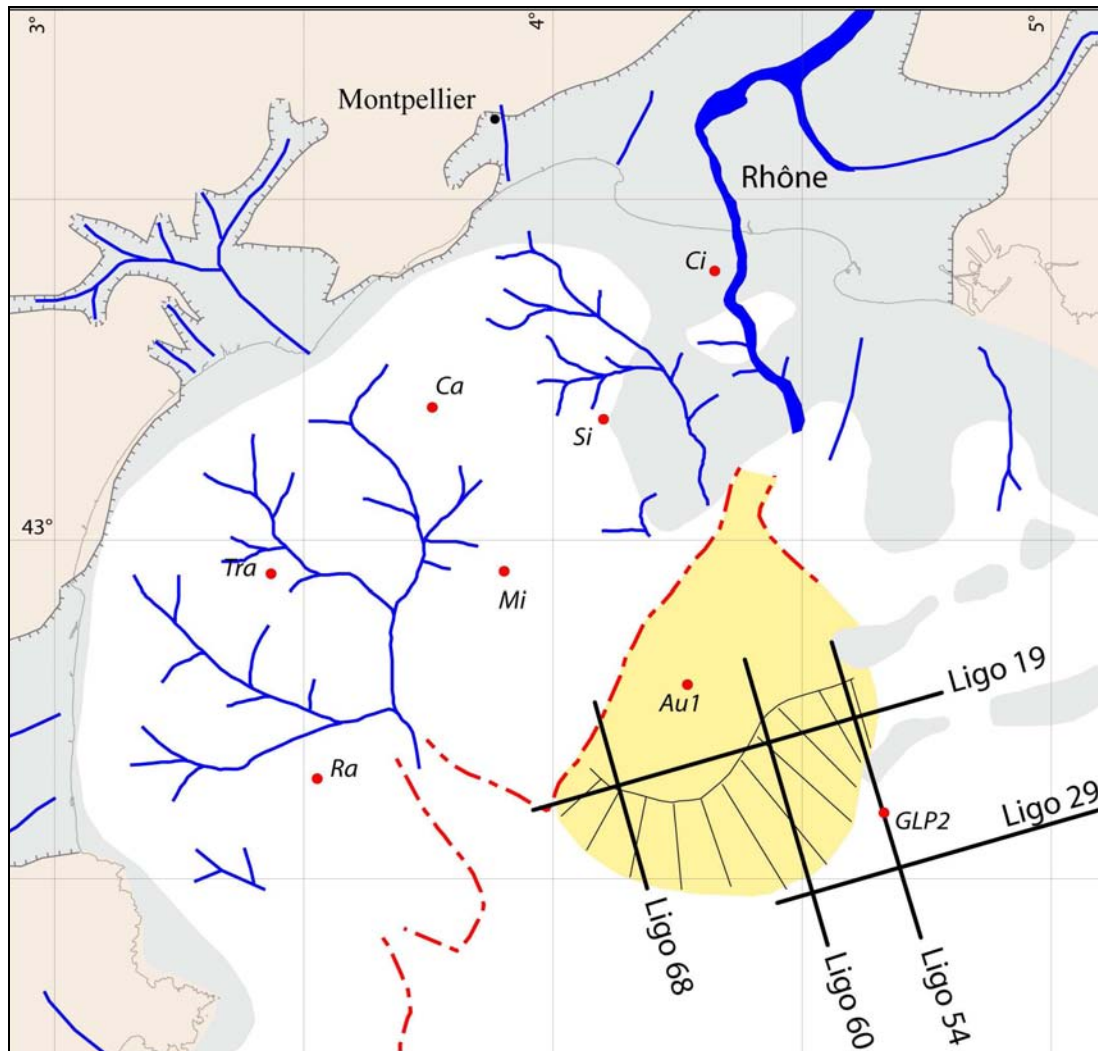 3°
4°
5°
Montpellier
Rhône
Ci
Ca
Si
43°
Tra
Mi
Au1
Ligo 19
Ra
GLP2
Ligo 29
Ligo 68
Ligo 60
Ligo 54